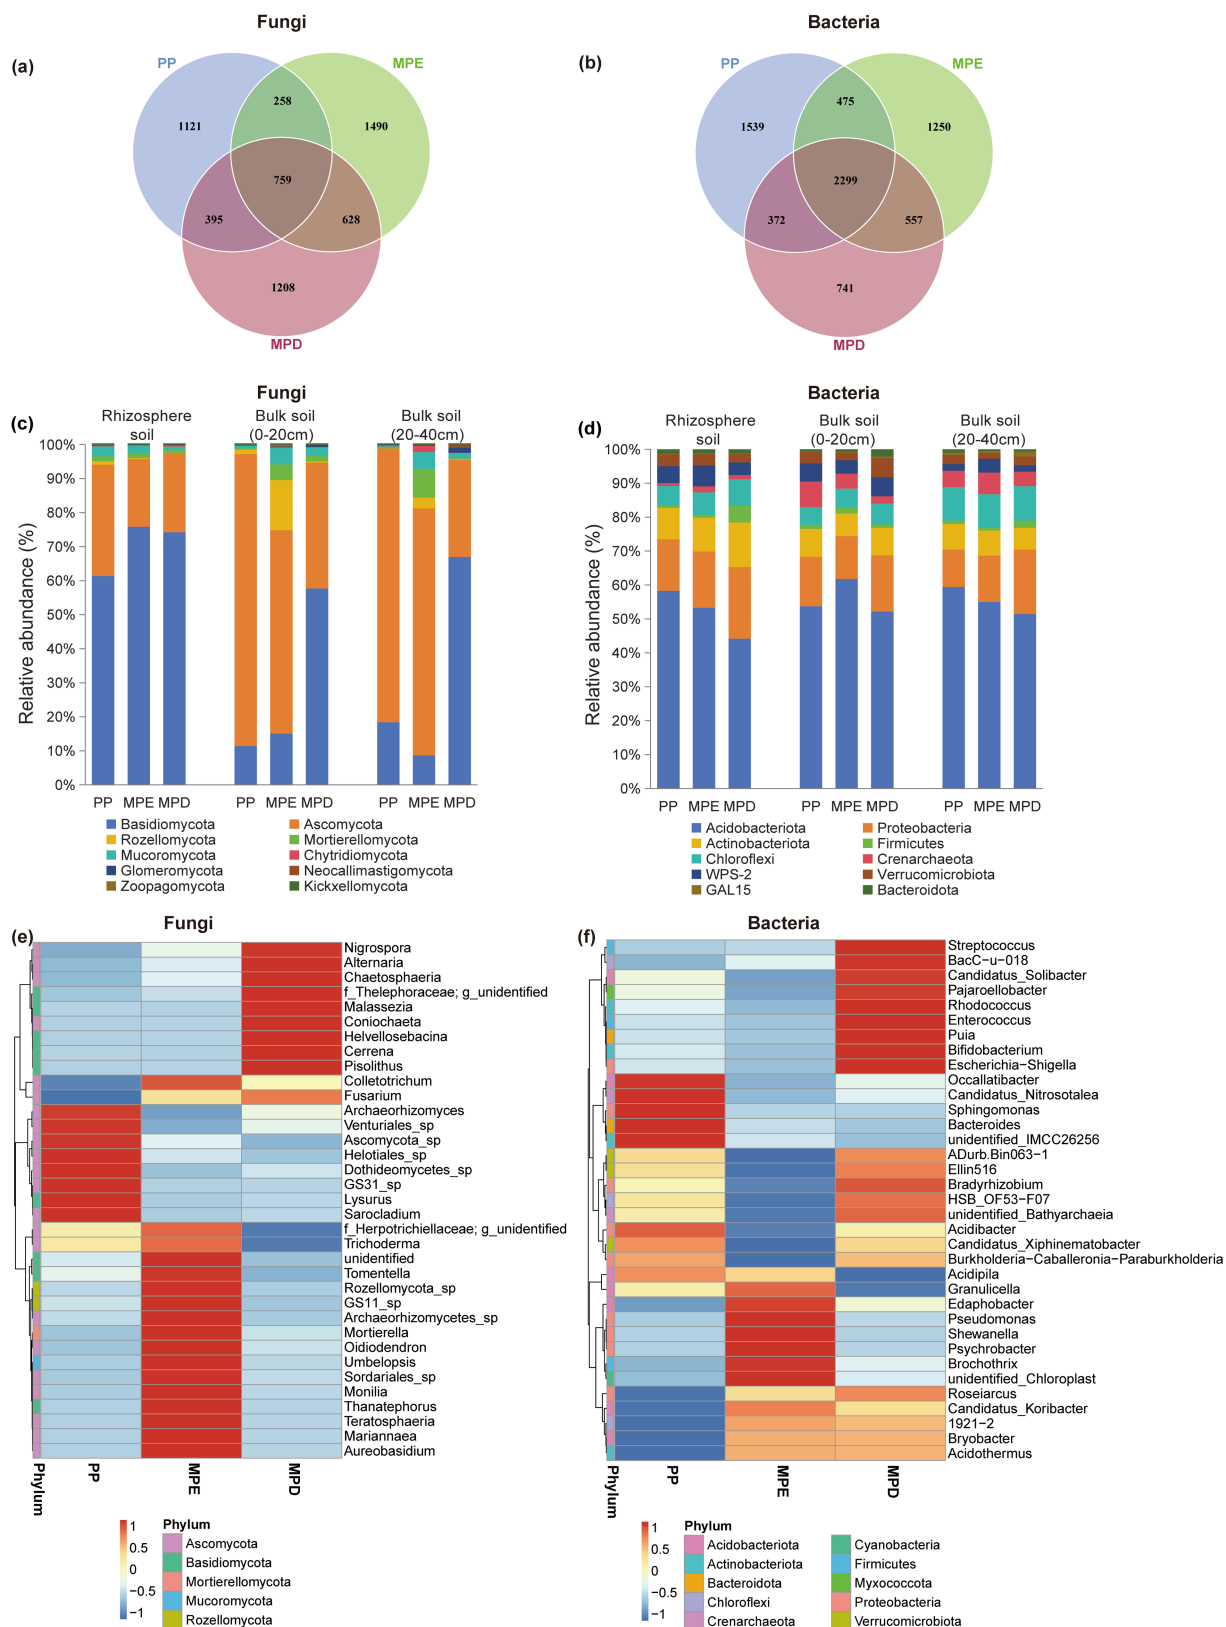 Fungi
Bacteria
(a)
PP
MPE
258
1121
1490
759
395
628
1208
MPD
(b)
PP
MPE
475
1539
1250
2299
372
557
741
MPD
Fungi
(c)
Rhizosphere
soil
Bulk soil
(0-20cm)
Bulk soil
(20-40cm)
Relative abundance (%)
100%
90%
80%
70%
60%
50%
40%
30%
20%
10%
0%
PP MPE MPD
PP MPE MPD
PP MPE MPD
Basidiomycota
Ascomycota
Rozellomycota
Mortierellomycota
Mucoromycota
Chytridiomycota
Glomeromycota
Neocallimastigomycota
Zoopagomycota
Kickxellomycota
Bacteria
(d)
Rhizosphere
soil
Bulk soil
(0-20cm)
Bulk soil
(20-40cm)
Relative abundance (%)
100%
90%
80%
70%
60%
50%
40%
30%
20%
10%
0%
PP MPE MPD
PP MPE MPD
PP MPE MPD
Acidobacteriota
Proteobacteria
Actinobacteriota
Firmicutes
Chloroflexi
Crenarchaeota
WPS-2
Verrucomicrobiota
GAL15
Bacteroidota
Fungi
(e)
Nigrospora
Alternaria
Chaetosphaeria
f_Thelephoraceae; g_unidentified
Malassezia
Coniochaeta
Helvellosebacina
Cerrena
Pisolithus
Colletotrichum
Fusarium
Archaeorhizomyces
Venturiales_sp
Ascomycota_sp
Helotiales_sp
Dothideomycetes_sp
GS31_sp
Lysurus
Sarocladium
f_Herpotrichiellaceae; g_unidentified
Trichoderma
unidentified
Tomentella
Rozellomycota_sp
GS11_sp
Archaeorhizomycetes_sp
Mortierella
Oidiodendron
Umbelopsis
Sordariales_sp
Monilia
Thanatephorus
Teratosphaeria
Mariannaea
Aureobasidium
Phylum
PP
MPE
MPD
1
0.5
0
−0.5
−1
Phylum
Ascomycota
Basidiomycota
Mortierellomycota
Mucoromycota
Rozellomycota
Bacteria
(f)
Streptococcus
BacC−u−018
Candidatus_Solibacter
Pajaroellobacter
Rhodococcus
Enterococcus
Puia
Bifidobacterium
Escherichia−Shigella
Occallatibacter
Candidatus_Nitrosotalea
Sphingomonas
Bacteroides
unidentified_IMCC26256
ADurb.Bin063−1
Ellin516
Bradyrhizobium
HSB_OF53−F07
unidentified_Bathyarchaeia
Acidibacter
Candidatus_Xiphinematobacter
Burkholderia−Caballeronia−Paraburkholderia
Acidipila
Granulicella
Edaphobacter
Pseudomonas
Shewanella
Psychrobacter
Brochothrix
unidentified_Chloroplast
Roseiarcus
Candidatus_Koribacter
1921−2
Bryobacter
Acidothermus
Phylum
PP
MPE
MPD
1
0.5
0
−0.5
−1
Phylum
Acidobacteriota
Actinobacteriota
Bacteroidota
Chloroflexi
Crenarchaeota
Cyanobacteria
Firmicutes
Myxococcota
Proteobacteria
Verrucomicrobiota